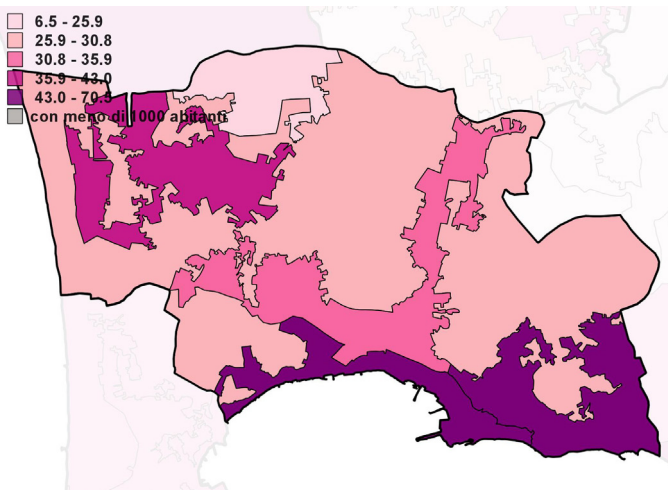 6.5 - 25.9
25.9 - 30.8
30.8 - 35.9
35.9 - 43.0
43.0 - 70.5
con meno di 1000 abitanti